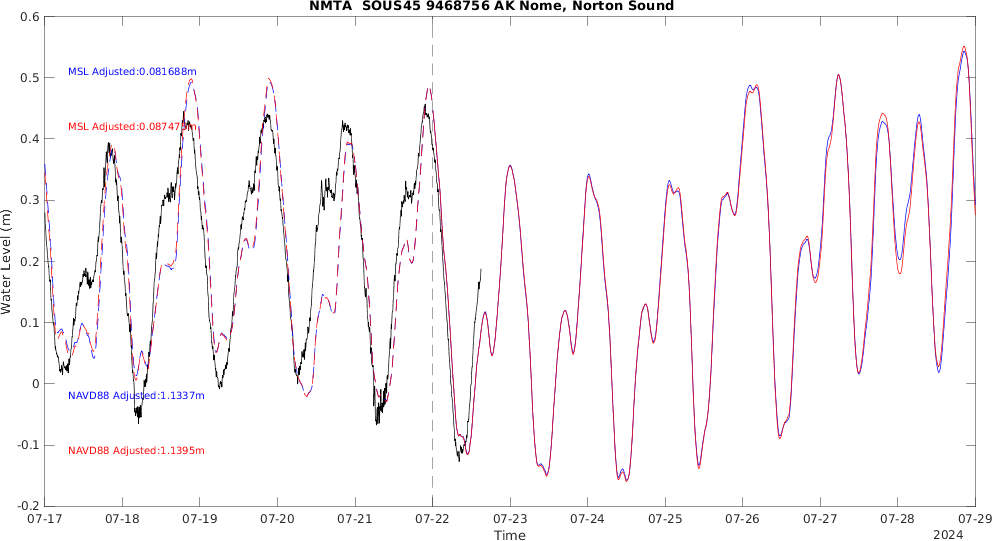 NMTA  SOUS45 9468756 AK Nome, Norton Sound
0.6
0.5
0.4
0.3
0.2
0.1
0
-0.1
-0.2
Water Level (m)
MSL Adjusted:0.081688m
MSL Adjusted:0.08747
NAVD88 Adjusted:1.1337m
NAVD88 Adjusted:1.1395m
07-17 07-18 07-19 07-20 07-21 07-22 07-23 07-24 07-25 07-26 07-27 07-28 07-29
Time
2024